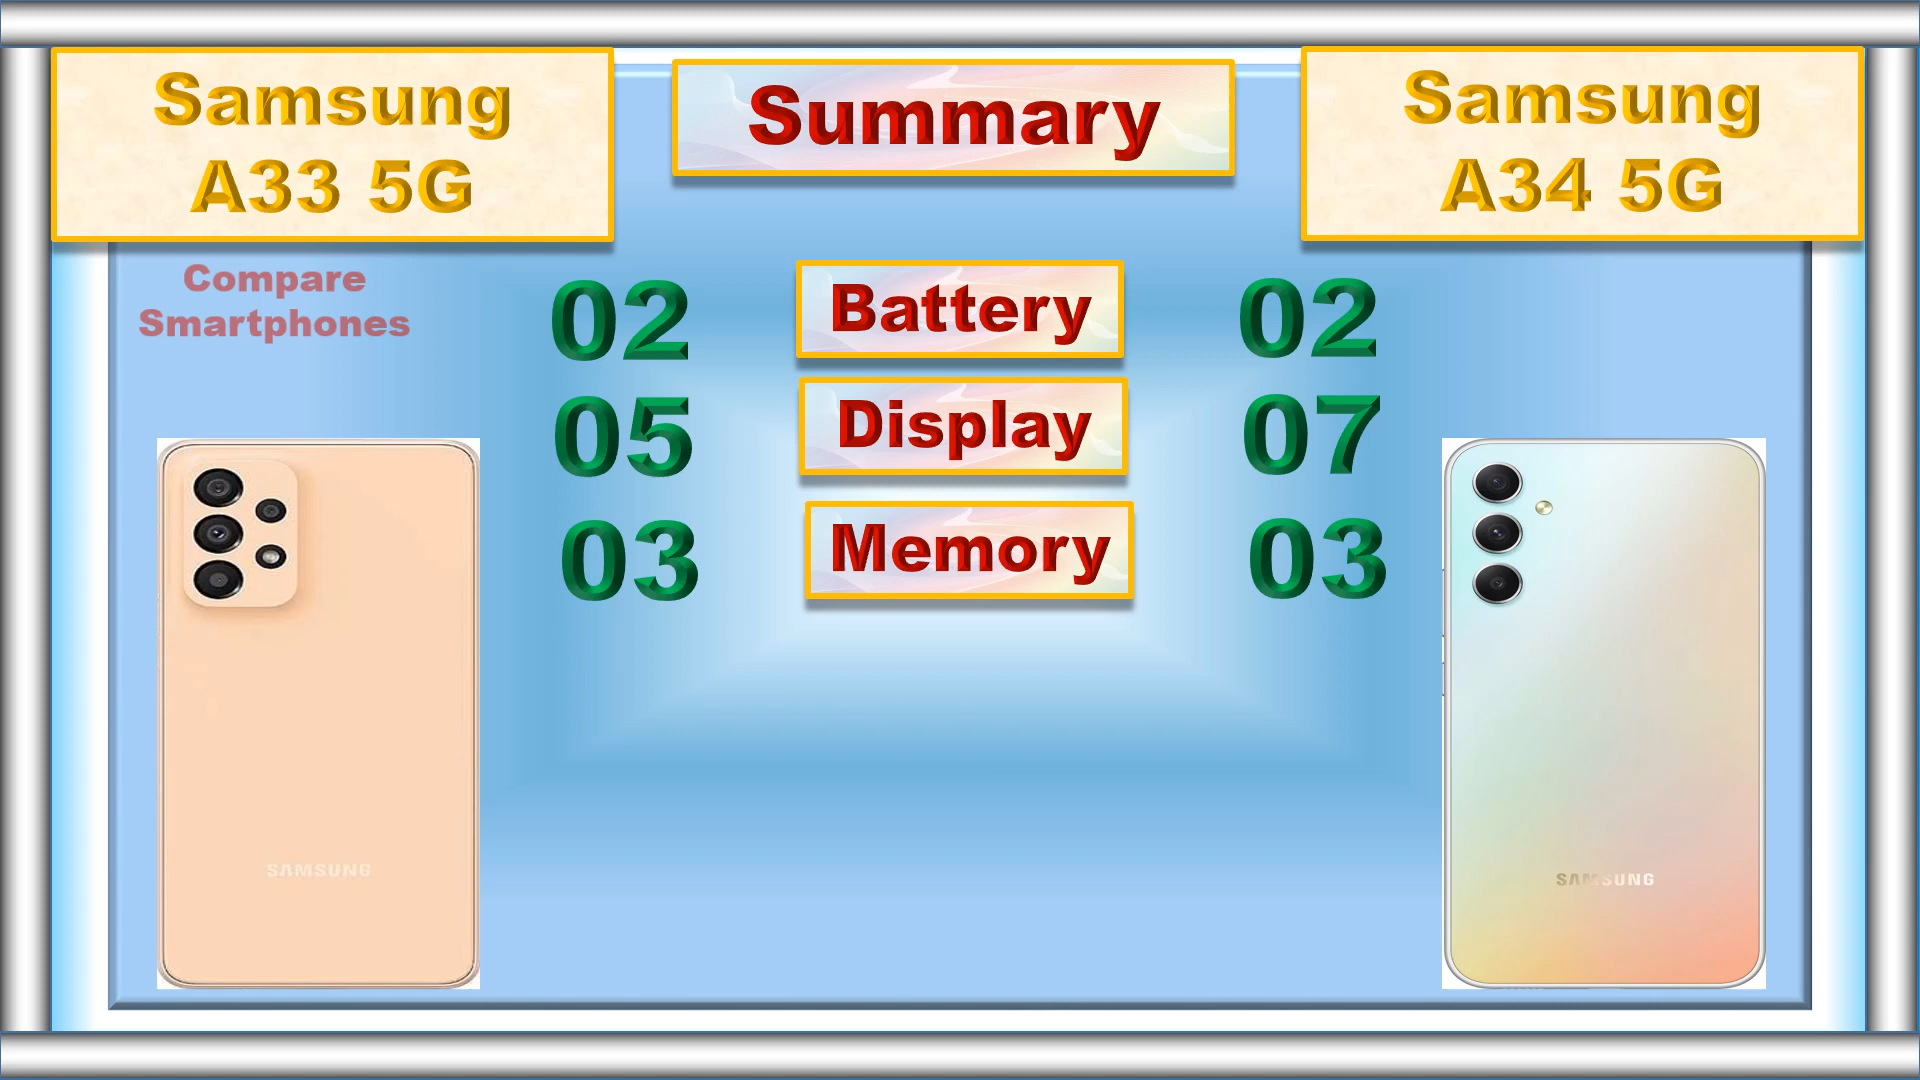 Samsung
A33 5G
Summary
Samsung
A34 5G
Compare
Smartphones
02 Battery 02
05 Display 07
03 Memory 03
SAMSUNG
SAMSUNG